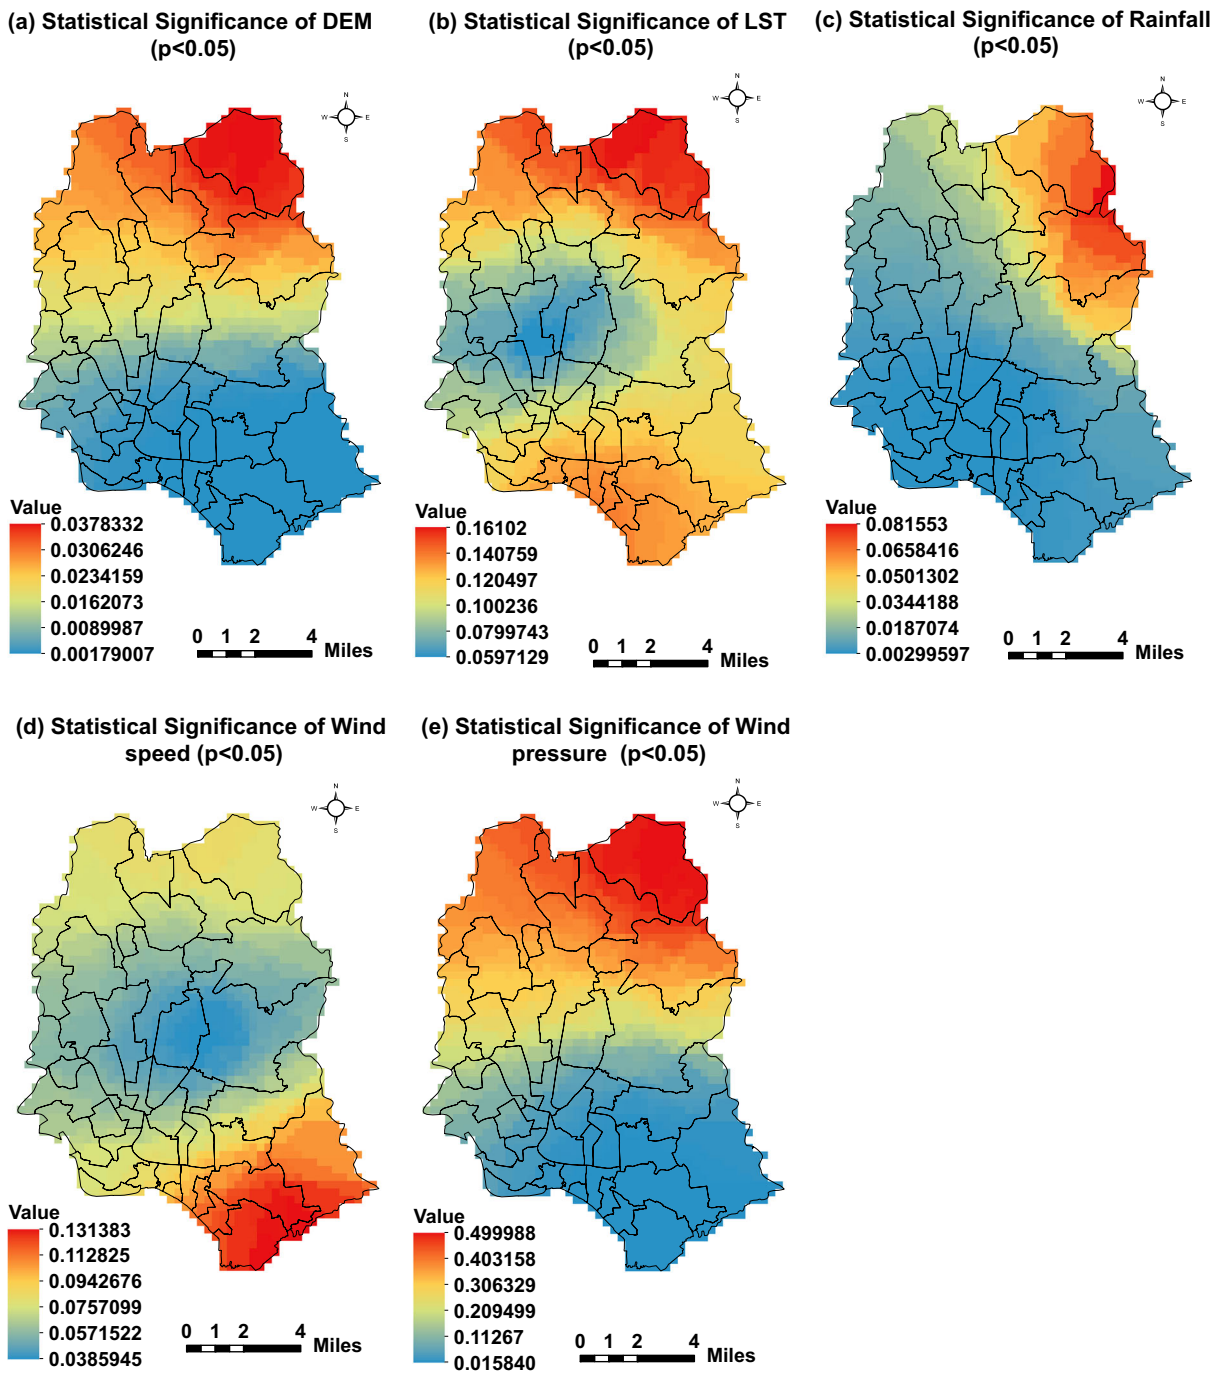 (a) Statistical Significance of DEM
(p<0.05)
N
W
E
S
Value
0.0378332
0.0306246
0.0234159
0.0162073
0.0089987
0.00179007
0 1 2 4
Miles
(b) Statistical Significance of LST
(p<0.05)
N
W
E
S
Value
0.16102
0.140759
0.120497
0.100236
0.0799743
0.0597129
0 1 2 4
Miles
(c) Statistical Significance of Rainfall
(p<0.05)
N
W
E
S
Value
0.081553
0.0658416
0.0501302
0.0344188
0.0187074
0.00299597
0 1 2 4
Miles
(d) Statistical Significance of Wind
speed (p<0.05)
N
W
E
S
Value
0.131383
0.112825
0.0942676
0.0757099
0.0571522
0.0385945
0 1 2 4
Miles
(e) Statistical Significance of Wind
pressure (p<0.05)
N
W
E
S
Value
0.499988
0.403158
0.306329
0.209499
0.11267
0.015840
0 1 2 4
Miles